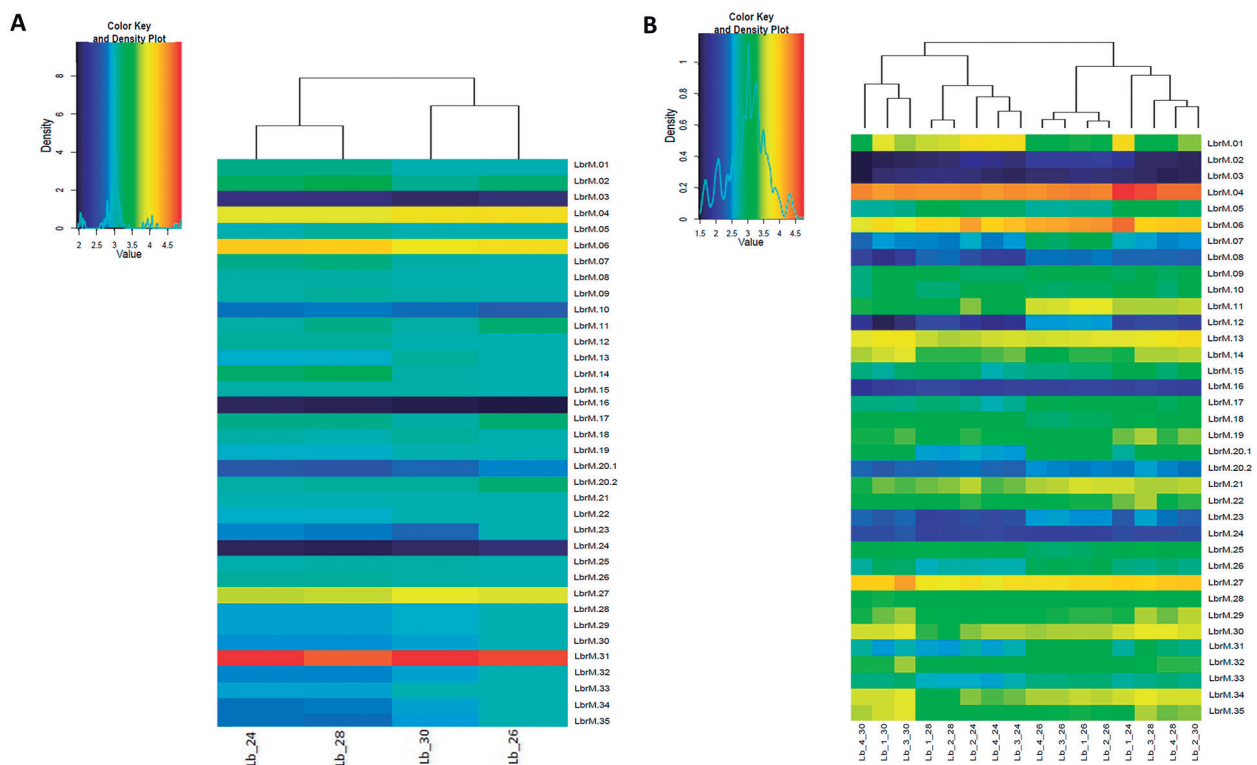 A
Color Key
and Density Plot
Density
0 2 4 6 8
2 2.5 3 3.5 4 4.5
Value
LbrM.01
LbrM.02
LbrM.03
LbrM.04
LbrM.05
LbrM.06
LbrM.07
LbrM.08
LbrM.09
LbrM.10
LbrM.11
LbrM.12
LbrM.13
LbrM.14
LbrM.15
LbrM.16
LbrM.17
LbrM.18
LbrM.19
LbrM.20.1
LbrM.20.2
LbrM.21
LbrM.22
LbrM.23
LbrM.24
LbrM.25
LbrM.26
LbrM.27
LbrM.28
LbrM.29
LbrM.30
LbrM.31
LbrM.32
LbrM.33
LbrM.34
LbrM.35
Lb_24
Lb_28
Lb_30
Lb_26
B
Color Key
and Density Plot
Density
0 0.2 0.4 0.6 0.8 1
1.5 2 2.5 3 3.5 4 4.5
Value
LbrM.01
LbrM.02
LbrM.03
LbrM.04
LbrM.05
LbrM.06
LbrM.07
LbrM.08
LbrM.09
LbrM.10
LbrM.11
LbrM.12
LbrM.13
LbrM.14
LbrM.15
LbrM.16
LbrM.17
LbrM.18
LbrM.19
LbrM.20.1
LbrM.20.2
LbrM.21
LbrM.22
LbrM.23
LbrM.24
LbrM.25
LbrM.26
LbrM.27
LbrM.28
LbrM.29
LbrM.30
LbrM.31
LbrM.32
LbrM.33
LbrM.34
LbrM.35
Lb_4_30
Lb_1_30
Lb_3_30
Lb_1_28
Lb_2_28
Lb_2_24
Lb_4_24
Lb_3_24
Lb_4_26
Lb_3_26
Lb_1_26
Lb_2_26
Lb_1_24
Lb_3_28
Lb_4_28
Lb_2_30